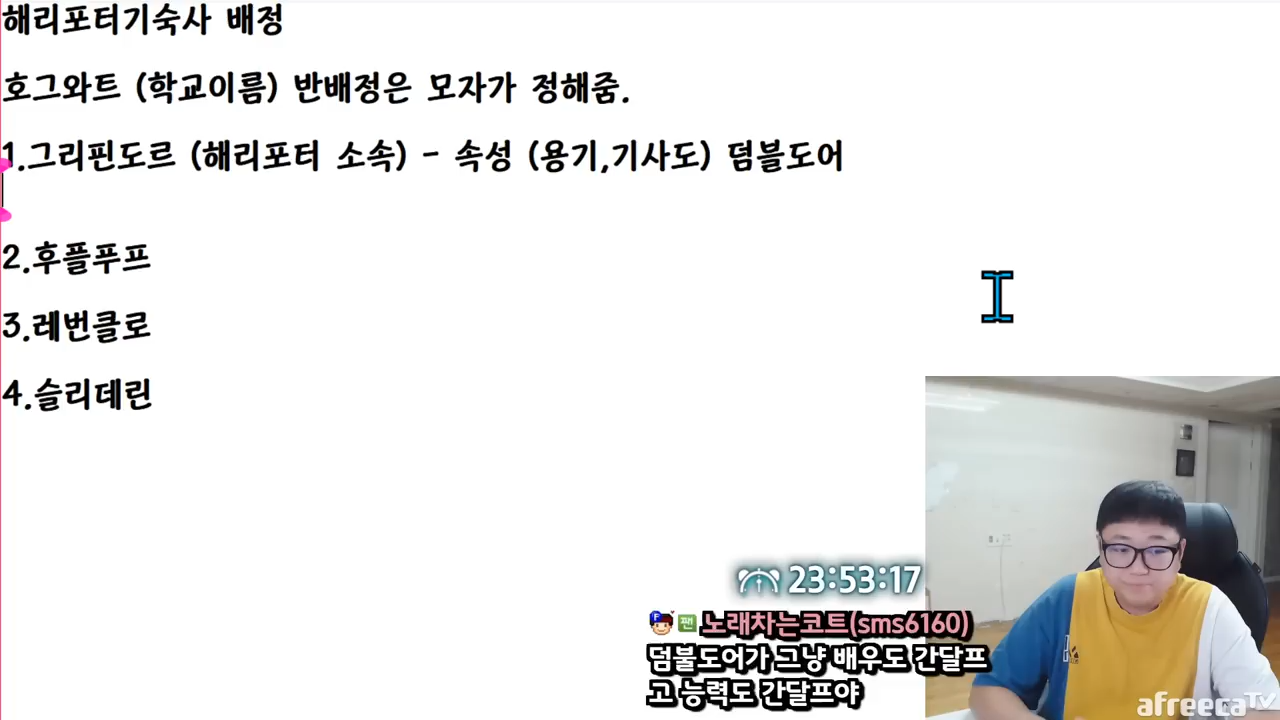 해리포터기숙사 배정
호그와트 (학교이름) 반배정은 모자가 정해줌.
1.그리핀도르 (해리포터 소속) - 속성 (용기,기사도) 덤블도어
2.후플푸프
3.레번클로
4.슬리데린
23:53:17
F 팬 노래차는코트(sms6160)
덤불도어가 그냥 배우도 간달프
고 능력도 간달프야
afreecaTV